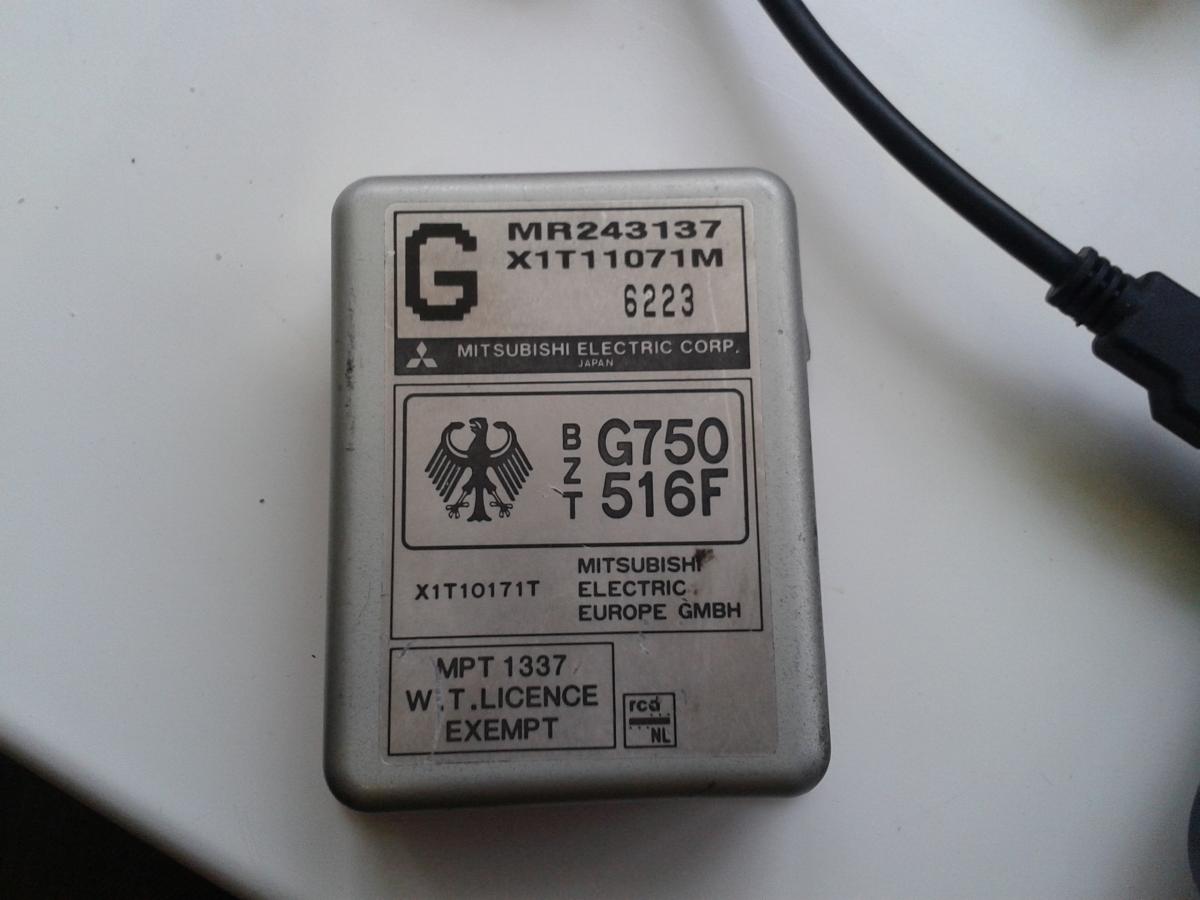 G
MR243137
X1T11071M
6223
MITSUBISHI ELECTRIC CORP.
JAPAN
BZT
G750
516F
X1T10171T
MITSUBISHI
ELECTRIC
EUROPE GMBH
MPT 1337
W.T.LICENCE
EXEMPT
rcd
NL